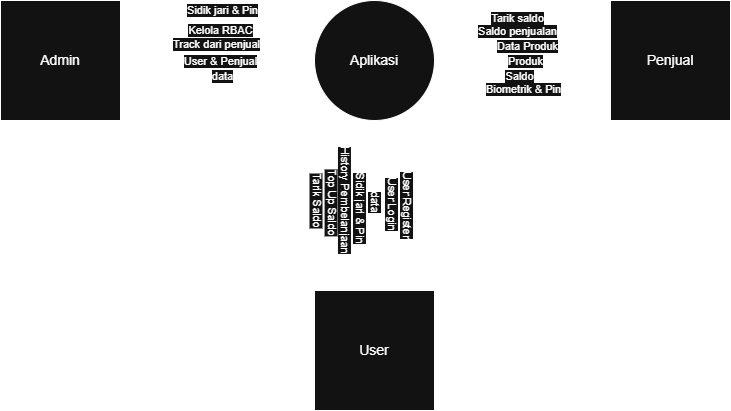 Admin
Sidik jari & Pin
Kelola RBAC
Track dari penjual
User & Penjual
data
Aplikasi
Tarik saldo
Saldo penjualan
Data Produk
Produk
Saldo
Biometrik & Pin
Penjual
Tarik Saldo
Top Up Saldo
History Pembelanjaan
Sidik jari & Pin
data
User Login
User Register
User